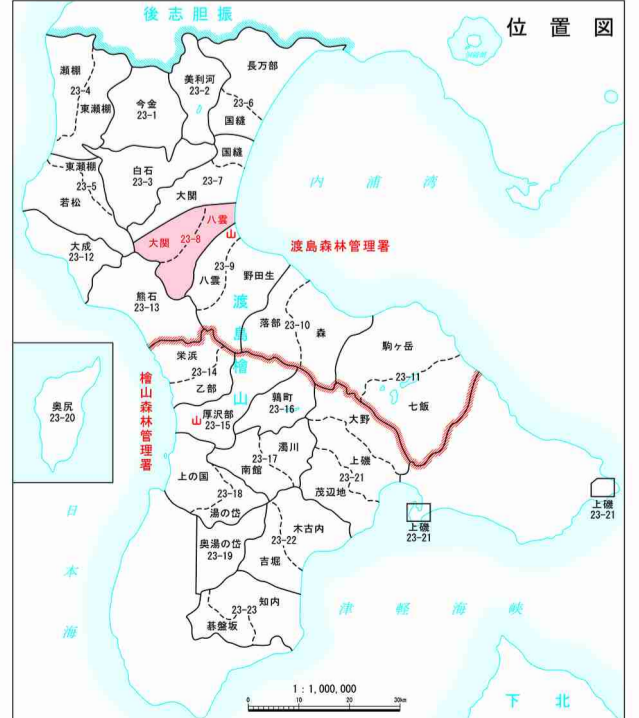 位置図
後志胆振
瀬棚
23-4
東瀬棚
今金
23-1
美利河
23-2
長万部
23-6
国縫
東瀬棚
23-5
若松
白石
23-3
国縫
23-7
大関
内浦湾
大成
23-12
大関
23-8
八雲
山
渡島森林管理署
八雲
23-9
野田生
熊石
23-13
渡島檜山
落部
23-10
森
駒ヶ岳
23-11
七飯
栄浜
23-14
乙部
檜山森林管理署
奥尻
23-20
鶉町
23-16
大野
山
厚沢部
23-15
濁川
23-17
南館
上磯
23-21
茂辺地
上の国
23-18
湯の岱
上磯
23-21
上磯
23-21
奥湯の岱
23-19
木古内
23-22
吉堀
日本海
知内
23-23
碁盤坂
津軽海峡
1:1,000,000
0
10
20
30km
下北